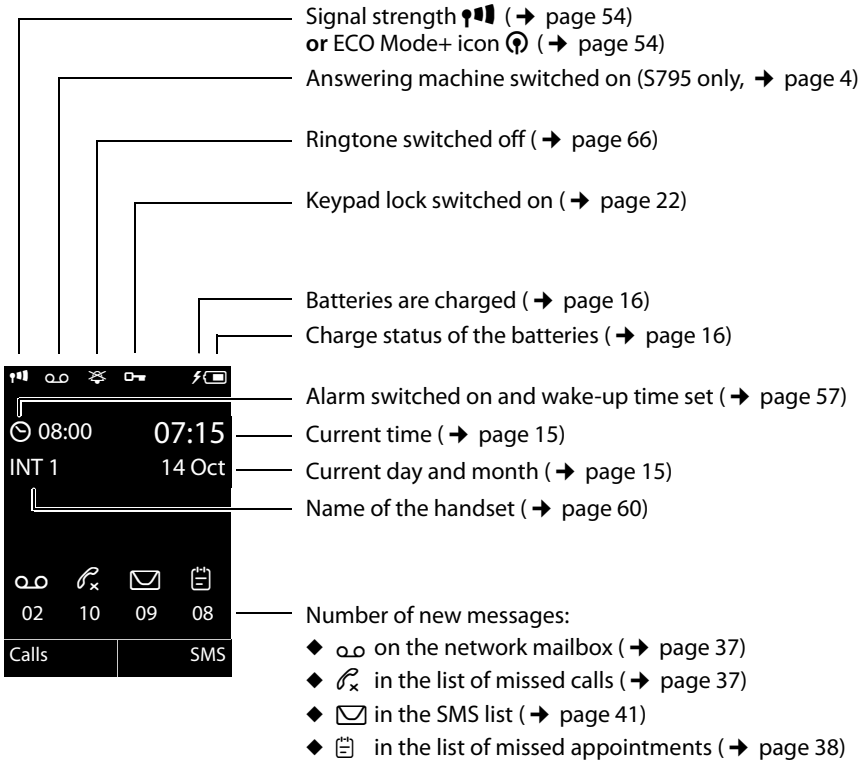 Signal strength (➔ page 54)
or ECO Mode+ icon (➔ page 54)
Answering machine switched on (S795 only, ➔ page 4)
Ringtone switched off (➔ page 66)
Keypad lock switched on (➔ page 22)
Batteries are charged (➔ page 16)
Charge status of the batteries (➔ page 16)
Alarm switched on and wake-up time set (➔ page 57)
08:00 07:15
Current time (➔ page 15)
INT 1 14 Oct
Current day and month (➔ page 15)
Name of the handset (➔ page 60)
02 10 09 08
Number of new messages:
Calls SMS
◆ on the network mailbox (➔ page 37)
◆ in the list of missed calls (➔ page 37)
◆ in the SMS list (➔ page 41)
◆ in the list of missed appointments (➔ page 38)